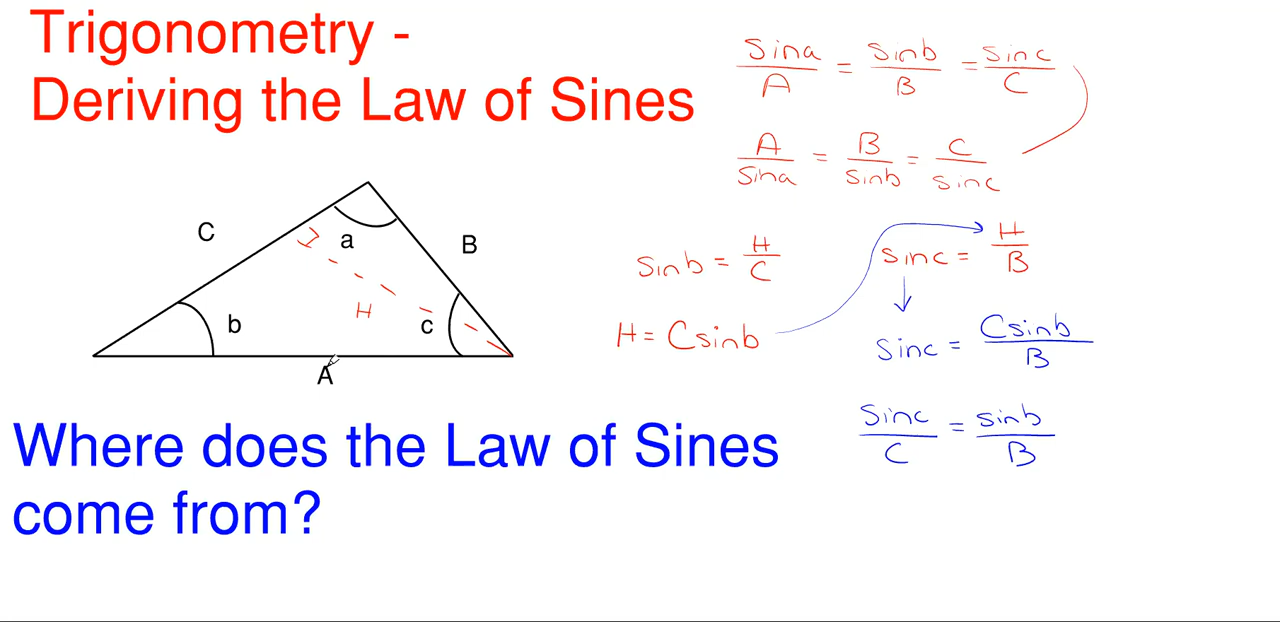 Trigonometry -
Deriving the Law of Sines
sina/A = sinb/B = sinc/C
A/sina = B/sinb = C/sinc
C
a
B
b
H
c
A
sinb = H/C
H = Csinb
sinc = H/B
sinc = Csinb/B
sinc/C = sinb/B
Where does the Law of Sines
come from?